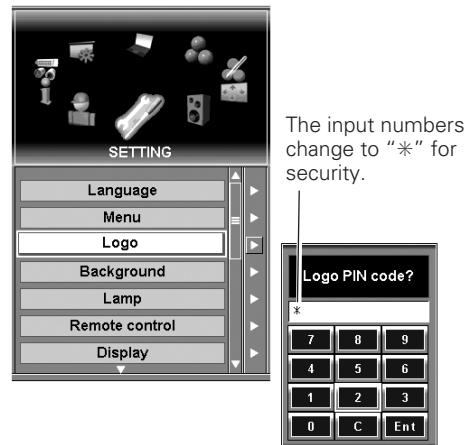 SETTING
Language
Menu
Logo
Background
Lamp
Remote control
Display
The input numbers
change to “✳” for
security.
Logo PIN code?
*
7 8 9
4 5 6
1 2 3
0 C Ent